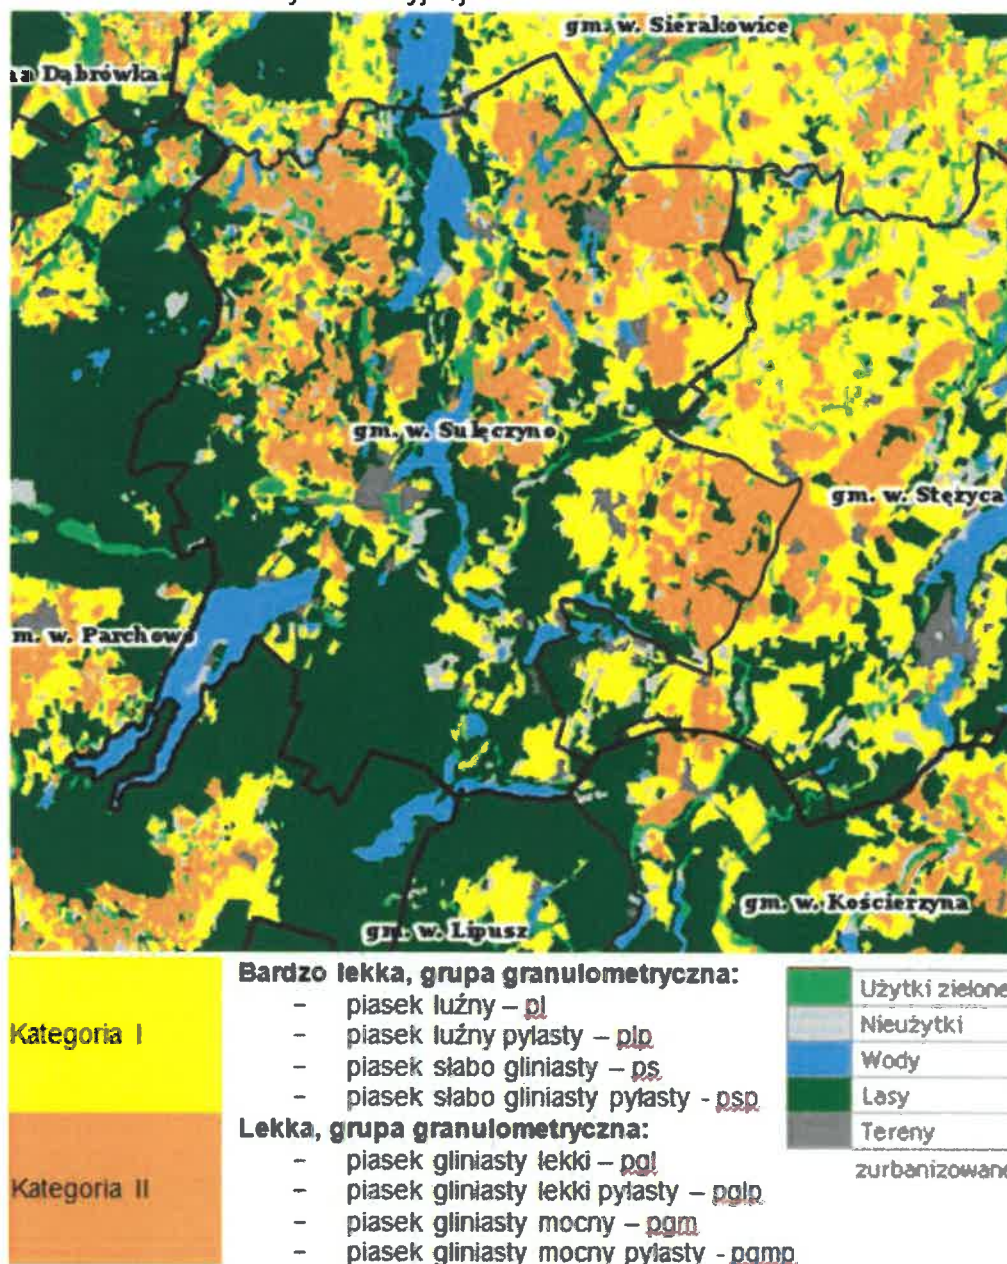 gm. w. Sierakowice
na Dąbrówka
gm. w. Sulęczyno
gm. w. Stężyca
m. w. Parchowo
gm. w. Kościerzyna
gm. w. Lipusz
Kategoria I
Bardzo lekka, grupa granulometryczna:
- piasek luźny – pl
- piasek luźny pylasty – plp
- piasek słabo gliniasty – ps
- piasek słabo gliniasty pylasty - psp
Kategoria II
Lekka, grupa granulometryczna:
- piasek gliniasty lekki – pgl
- piasek gliniasty lekki pylasty – pglp
- piasek gliniasty mocny – pgm
- piasek gliniasty mocny pylasty - pgmp
Użytki zielone
Nieużytki
Wody
Lasy
Tereny
zurbanizowane